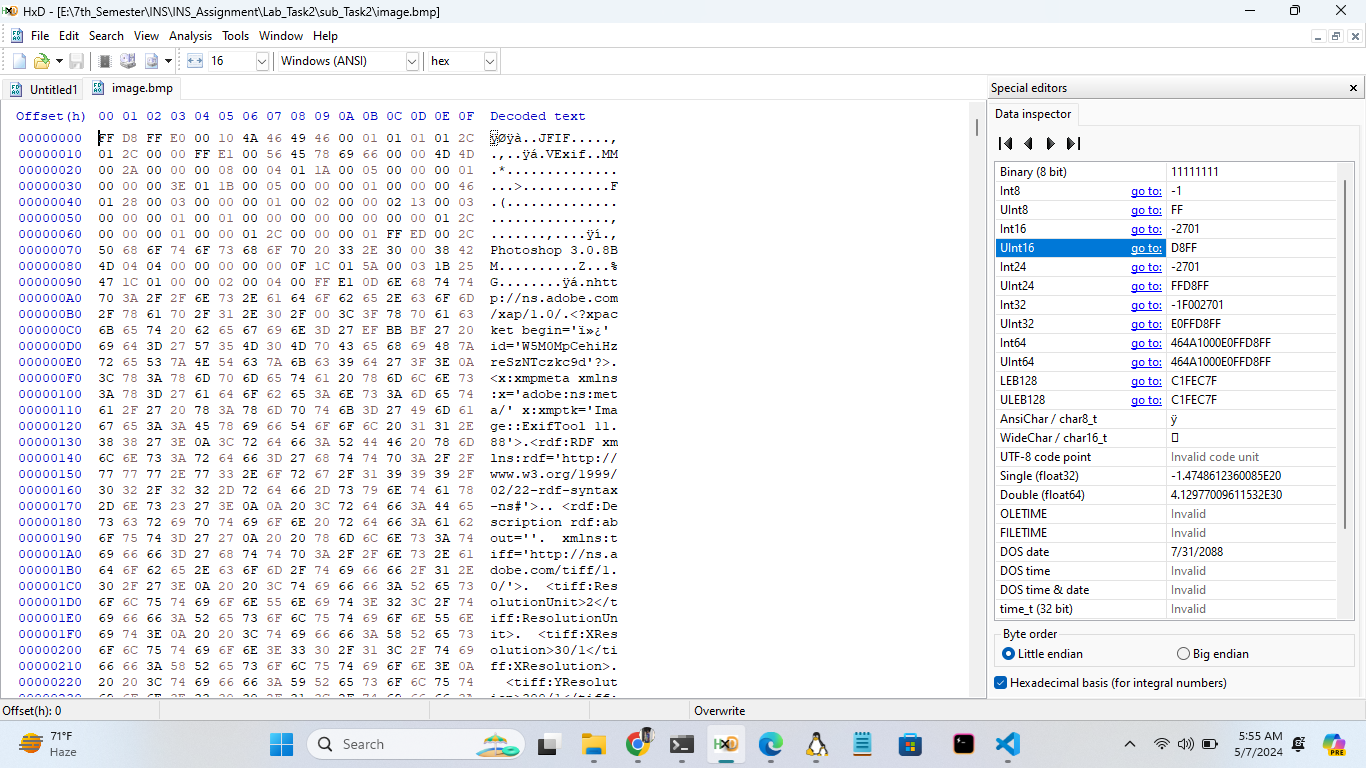 HxD - [E:\7th_Semester\INS\INS_Assignment\Lab_Task2\sub_Task2\image.bmp]
File Edit Search View Analysis Tools Window Help
16 Windows (ANSI) hex
Untitled1 image.bmp
Special editors
Data inspector
Offset(h) 00 01 02 03 04 05 06 07 08 09 0A 0B 0C 0D 0E 0F Decoded text
00000000 FF D8 FF E0 00 10 4A 46 49 46 00 01 01 01 01 2C ÿØÿà..JFIF.....,
00000010 01 2C 00 00 FF E1 00 56 45 78 69 66 00 00 4D 4D .,..ÿá.VExif..MM
00000020 00 2A 00 00 00 08 00 04 01 1A 00 05 00 00 00 01 .*..............
00000030 00 00 00 3E 01 1B 00 05 00 00 00 01 00 00 00 46 ...>...........F
00000040 01 28 00 03 00 00 00 01 00 02 00 00 02 13 00 03 .(..............
00000050 00 00 00 01 00 01 00 00 00 00 00 00 00 00 01 2C ...............,
00000060 00 00 00 01 00 00 01 2C 00 00 00 01 FF ED 00 2C .......,....ÿí.,
00000070 50 68 6F 74 6F 73 68 6F 70 20 33 2E 30 00 38 42 Photoshop 3.0.8B
00000080 4D 04 04 00 00 00 00 00 0F 1C 01 5A 00 03 1B 25 M..........Z...%
00000090 47 1C 01 00 00 02 00 04 00 FF E1 0D 6E 68 74 74 G........ÿá.nhtt
000000A0 70 3A 2F 2F 6E 73 2E 61 64 6F 62 65 2E 63 6F 6D p://ns.adobe.com
000000B0 2F 78 61 70 2F 31 2E 30 2F 00 3C 3F 78 70 61 63 /xap/1.0/.<?xpac
000000C0 6B 65 74 20 62 65 67 69 6E 3D 27 EF BB BF 27 20 ket begin='ï»¿'
000000D0 69 64 3D 27 57 35 4D 30 4D 70 43 65 68 69 48 7A id='W5M0MpCehiHz
000000E0 72 65 53 7A 4E 54 63 7A 6B 63 39 64 27 3F 3E 0A reSzNTczkc9d'?>.
000000F0 3C 78 3A 78 6D 70 6D 65 74 61 20 78 6D 6C 6E 73 <x:xmpmeta xmlns
00000100 3A 78 3D 27 61 64 6F 62 65 3A 6E 73 3A 6D 65 74 :x='adobe:ns:met
00000110 61 2F 27 20 78 3A 78 6D 70 74 6B 3D 27 49 6D 61 a/' x:xmptk='Ima
00000120 67 65 3A 3A 45 78 69 66 54 6F 6F 6C 20 31 31 2E ge::ExifTool 11.
00000130 38 38 27 3E 0A 3C 72 64 66 3A 52 44 46 20 78 6D 88'>.<rdf:RDF xm
00000140 6C 6E 73 3A 72 64 66 3D 27 68 74 74 70 3A 2F 2F lns:rdf='http://
00000150 77 77 77 2E 77 33 2E 6F 72 67 2F 31 39 39 39 2F www.w3.org/1999/
00000160 30 32 2F 32 32 2D 72 64 66 2D 73 79 6E 74 61 78 02/22-rdf-syntax
00000170 2D 6E 73 23 27 3E 0A 0A 20 3C 72 64 66 3A 44 65 -ns#'>.. <rdf:De
00000180 73 63 72 69 70 74 69 6F 6E 20 72 64 66 3A 61 62 scription rdf:ab
00000190 6F 75 74 3D 27 27 0A 20 20 78 6D 6C 6E 73 3A 74 out=''.  xmlns:t
000001A0 69 66 66 3D 27 68 74 74 70 3A 2F 2F 6E 73 2E 61 iff='http://ns.a
000001B0 64 6F 62 65 2E 63 6F 6D 2F 74 69 66 66 2F 31 2E dobe.com/tiff/1.
000001C0 30 2F 27 3E 0A 20 20 3C 74 69 66 66 3A 52 65 73 0/'>.  <tiff:Res
000001D0 6F 6C 75 74 69 6F 6E 55 6E 69 74 3E 32 3C 2F 74 olutionUnit>2</t
000001E0 69 66 66 3A 52 65 73 6F 6C 75 74 69 6F 6E 55 6E iff:ResolutionUn
000001F0 69 74 3E 0A 20 20 3C 74 69 66 66 3A 58 52 65 73 it>.  <tiff:XRes
00000200 6F 6C 75 74 69 6F 6E 3E 33 30 2F 31 3C 2F 74 69 olution>30/1</ti
00000210 66 66 3A 58 52 65 73 6F 6C 75 74 69 6F 6E 3E 0A ff:XResolution>.
00000220 20 20 3C 74 69 66 66 3A 59 52 65 73 6F 6C 75 74   <tiff:YResolut
Binary (8 bit) 11111111
Int8 go to: -1
UInt8 go to: FF
Int16 go to: -2701
UInt16 go to: D8FF
Int24 go to: -2701
UInt24 go to: FFD8FF
Int32 go to: -1F002701
UInt32 go to: E0FFD8FF
Int64 go to: 464A1000E0FFD8FF
UInt64 go to: 464A1000E0FFD8FF
LEB128 go to: C1FEC7F
ULEB128 go to: C1FEC7F
AnsiChar / char8_t ÿ
WideChar / char16_t
UTF-8 code point Invalid code unit
Single (float32) -1.4748612360085E20
Double (float64) 4.12977009611532E30
OLETIME Invalid
FILETIME Invalid
DOS date 7/31/2088
DOS time Invalid
DOS time & date Invalid
time_t (32 bit) Invalid
Byte order
Little endian Big endian
Hexadecimal basis (for integral numbers)
Offset(h): 0 Overwrite
71°F
Haze
Search
5:55 AM
5/7/2024
PRE